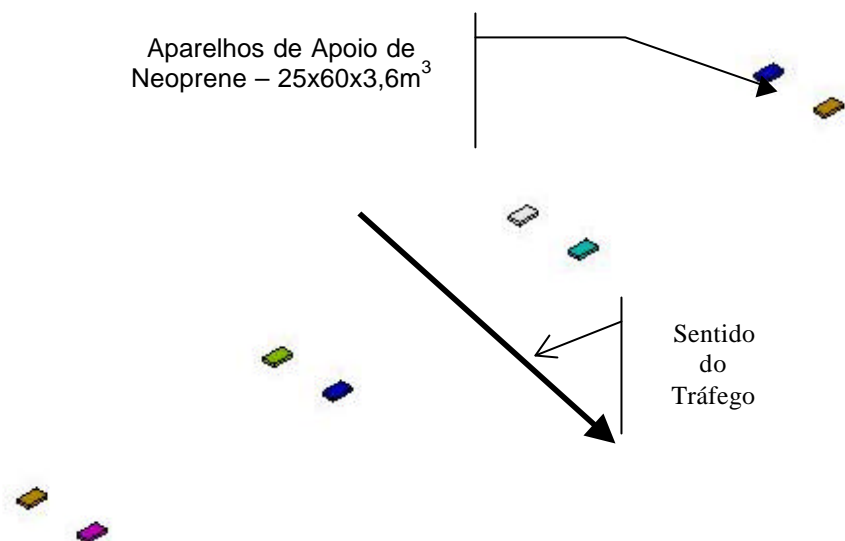 Aparelhos de Apoio de
Neoprene – 25x60x3,6m³
Sentido
do
Tráfego